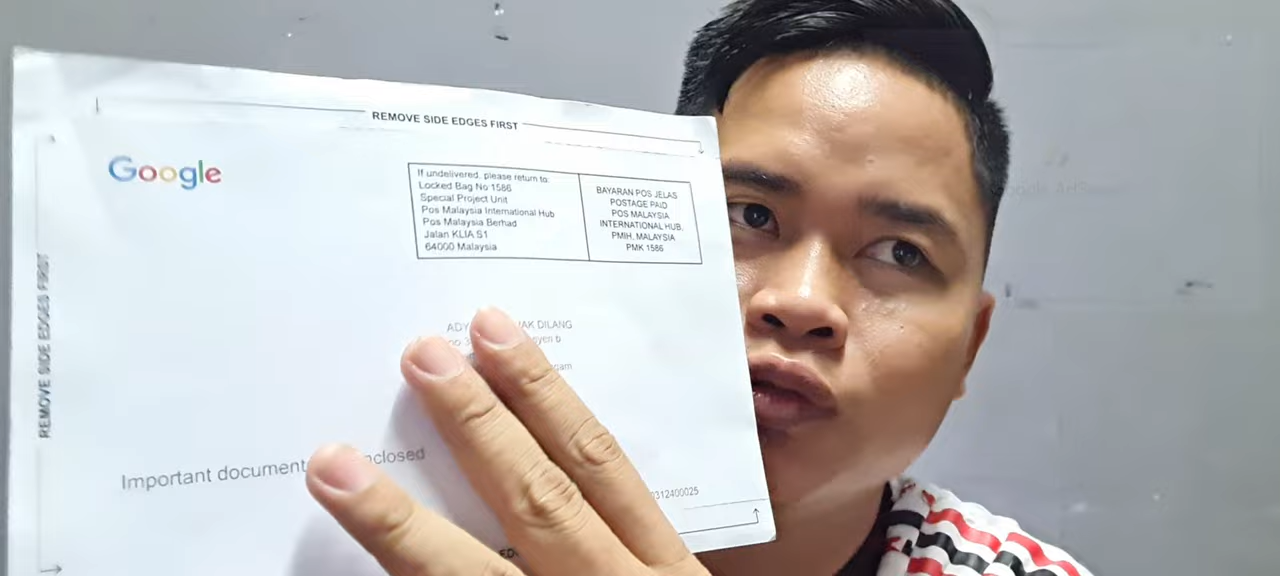 REMOVE SIDE EDGES FIRST
Google
If undelivered, please return to:
Locked Bag No 1586
Special Project Unit
Pos Malaysia International Hub
Pos Malaysia Berhad
Jalan KLIA S1
64000 Malaysia
BAYARAN POS JELAS
POSTAGE PAID
POS MALAYSIA
INTERNATIONAL HUB,
PMIH, MALAYSIA
PMK 1586
REMOVE SIDE EDGES FIRST
DILANG
Important document
0312400025